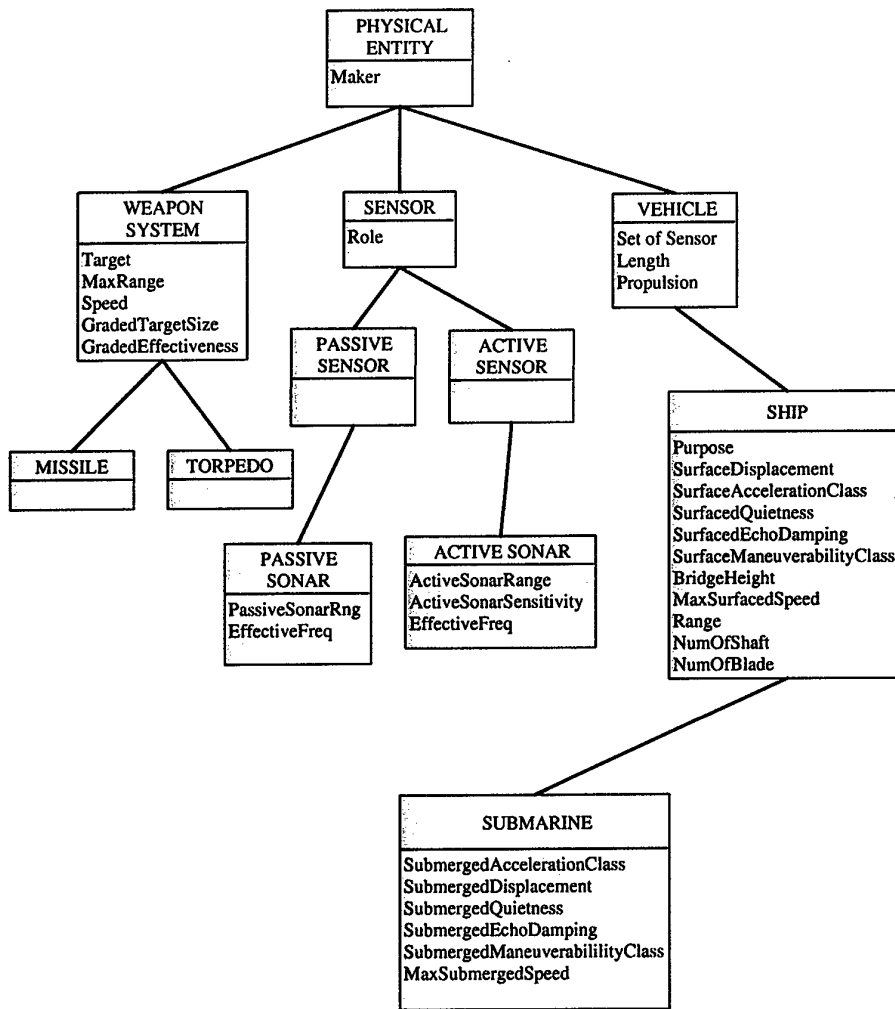 PHYSICAL
ENTITY
Maker
WEAPON
SYSTEM
Target
MaxRange
Speed
GradedTargetSize
GradedEffectiveness
SENSOR
Role
VEHICLE
Set of Sensor
Length
Propulsion
PASSIVE
SENSOR
ACTIVE
SENSOR
MISSILE
TORPEDO
SHIP
Purpose
SurfaceDisplacement
SurfaceAccelerationClass
SurfacedQuietness
SurfacedEchoDamping
SurfaceManeuverabilityClass
BridgeHeight
MaxSurfacedSpeed
Range
NumOfShaft
NumOfBlade
PASSIVE
SONAR
PassiveSonarRng
EffectiveFreq
ACTIVE SONAR
ActiveSonarRange
ActiveSonarSensitivity
EffectiveFreq
SUBMARINE
SubmergedAccelerationClass
SubmergedDisplacement
SubmergedQuietness
SubmergedEchoDamping
SubmergedManeuverabililityClass
MaxSubmergedSpeed